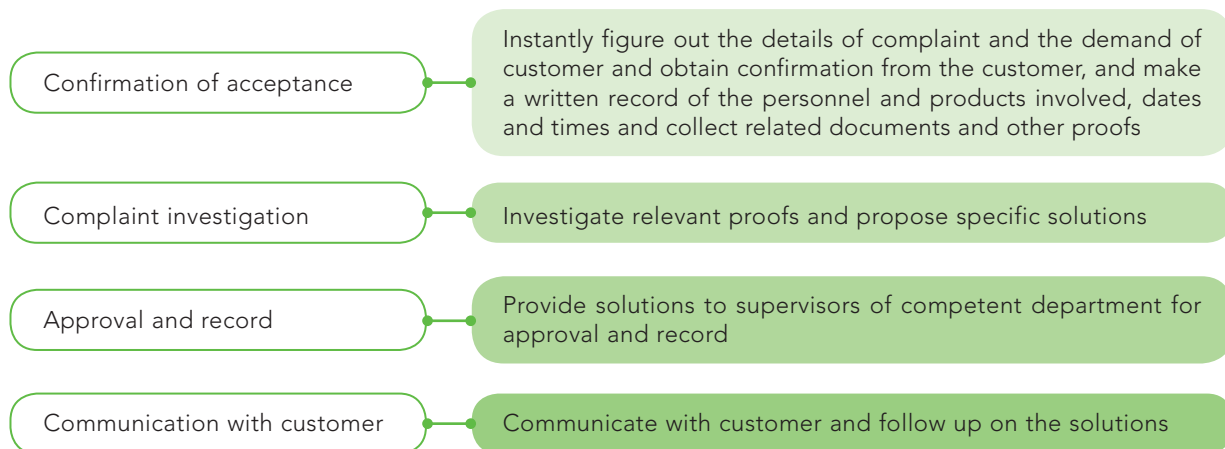 Confirmation of acceptance
Instantly figure out the details of complaint and the demand of
customer and obtain confirmation from the customer, and make
a written record of the personnel and products involved, dates
and times and collect related documents and other proofs
Complaint investigation
Investigate relevant proofs and propose specific solutions
Approval and record
Provide solutions to supervisors of competent department for
approval and record
Communication with customer
Communicate with customer and follow up on the solutions